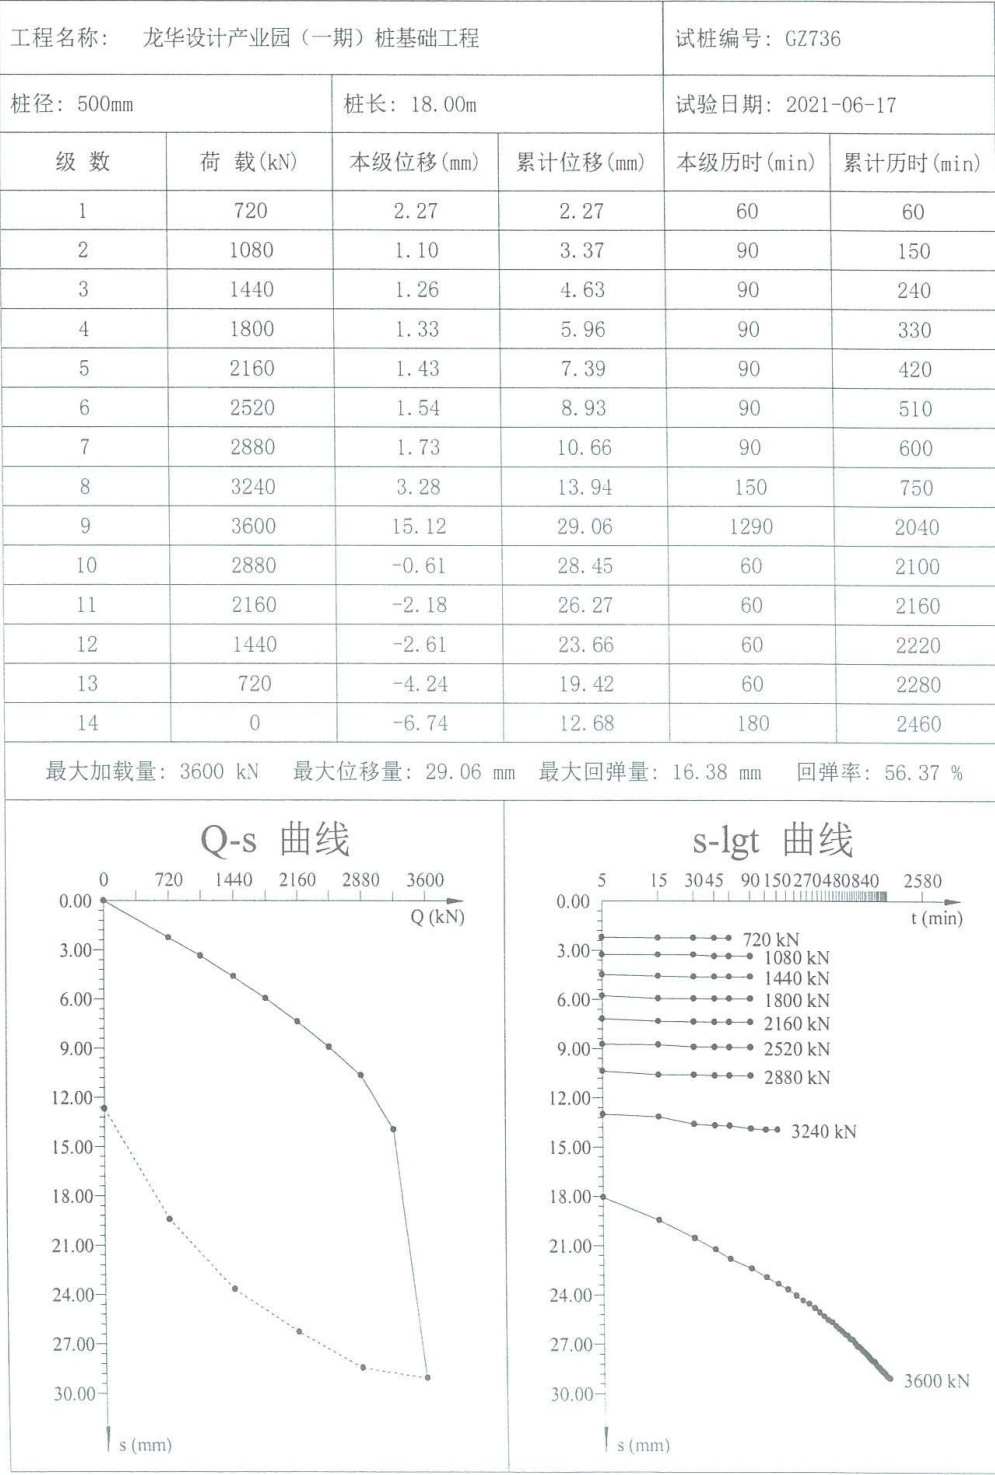 工程名称： 龙华设计产业园（一期）桩基础工程 试桩编号：GZ736
桩径：500mm 桩长：18.00m 试验日期：2021-06-17
级 数 荷 载(kN) 本级位移(mm) 累计位移(mm) 本级历时(min) 累计历时(min)
1 720 2.27 2.27 60 60
2 1080 1.10 3.37 90 150
3 1440 1.26 4.63 90 240
4 1800 1.33 5.96 90 330
5 2160 1.43 7.39 90 420
6 2520 1.54 8.93 90 510
7 2880 1.73 10.66 90 600
8 3240 3.28 13.94 150 750
9 3600 15.12 29.06 1290 2040
10 2880 -0.61 28.45 60 2100
11 2160 -2.18 26.27 60 2160
12 1440 -2.61 23.66 60 2220
13 720 -4.24 19.42 60 2280
14 0 -6.74 12.68 180 2460
最大加载量：3600 kN 最大位移量：29.06 mm 最大回弹量：16.38 mm 回弹率：56.37 %
Q-s 曲线
0 720 1440 2160 2880 3600
Q (kN)
0.00
3.00
6.00
9.00
12.00
15.00
18.00
21.00
24.00
27.00
30.00
s (mm)
s-lgt 曲线
5 15 30 45 90 150 270 480 840 2580
t (min)
0.00
3.00
6.00
9.00
12.00
15.00
18.00
21.00
24.00
27.00
30.00
720 kN
1080 kN
1440 kN
1800 kN
2160 kN
2520 kN
2880 kN
3240 kN
3600 kN
s (mm)